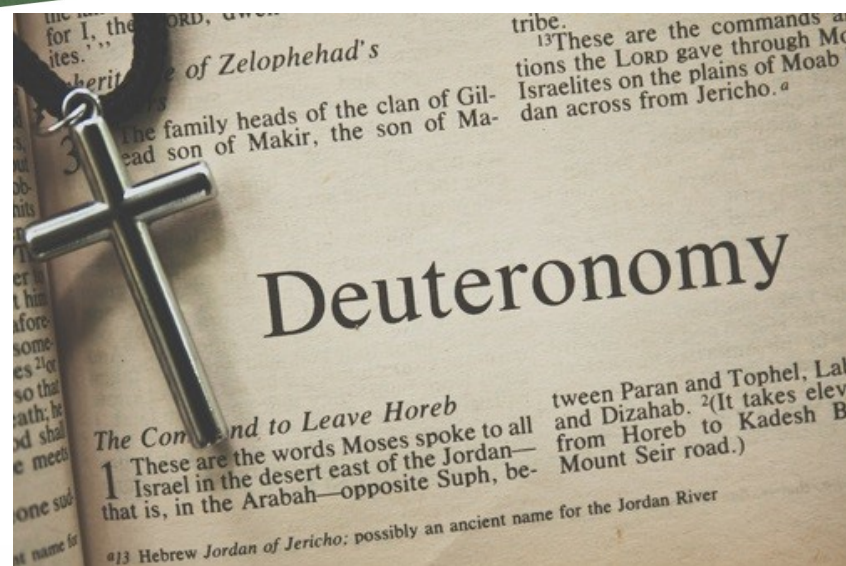 the
for I, the LORD,
ites.'"
of Zelophehad's
The family heads of the clan of Gil-
ead son of Makir, the son of Ma-
tribe.
13These are the commands
tions the LORD gave through
Israelites on the plains of Moab
dan across from Jericho.a
Deuteronomy
The Com nd to Leave Horeb
1 These are the words Moses spoke to all
Israel in the desert east of the Jordan—
that is, in the Arabah—opposite Suph, be-
tween Paran and Tophel,
and Dizahab. 2(It takes
from Horeb to Kadesh
Mount Seir road.)
a13 Hebrew Jordan of Jericho; possibly an ancient name for the Jordan River